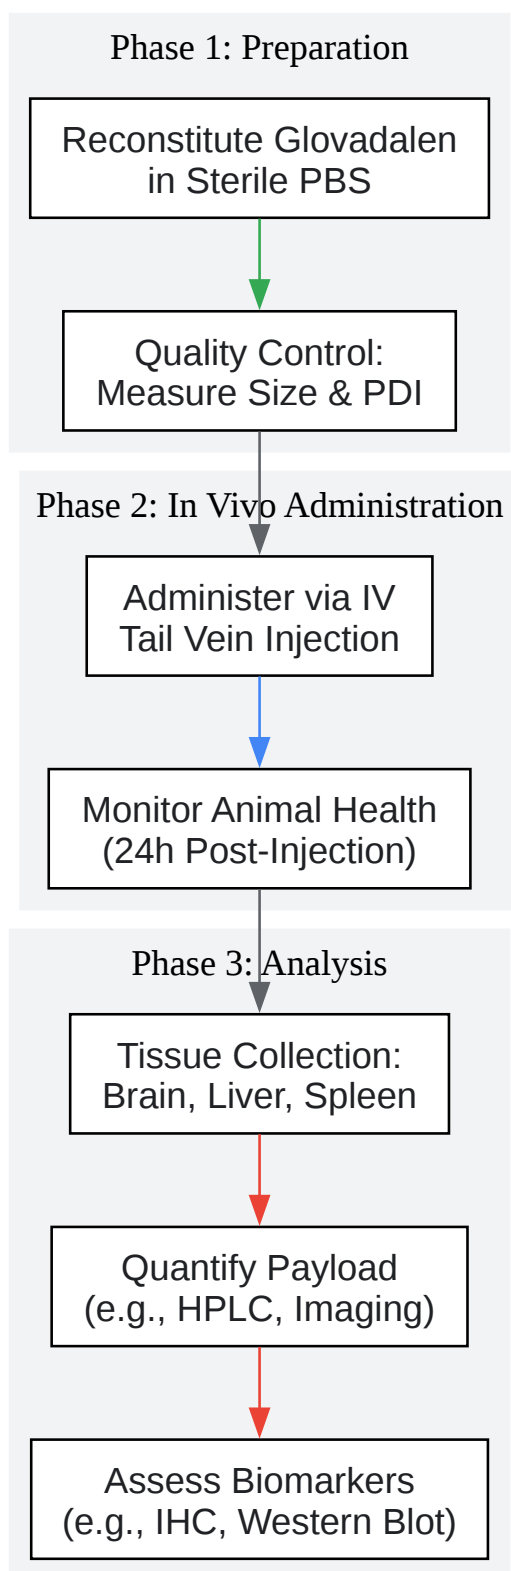 Phase 1: Preparation
Reconstitute Glovadalen
in Sterile PBS
Quality Control:
Measure Size & PDI
Phase 2: In Vivo Administration
Administer via IV
Tail Vein Injection
Monitor Animal Health
(24h Post-Injection)
Phase 3: Analysis
Tissue Collection:
Brain, Liver, Spleen
Quantify Payload
(e.g., HPLC, Imaging)
Assess Biomarkers
(e.g., IHC, Western Blot)